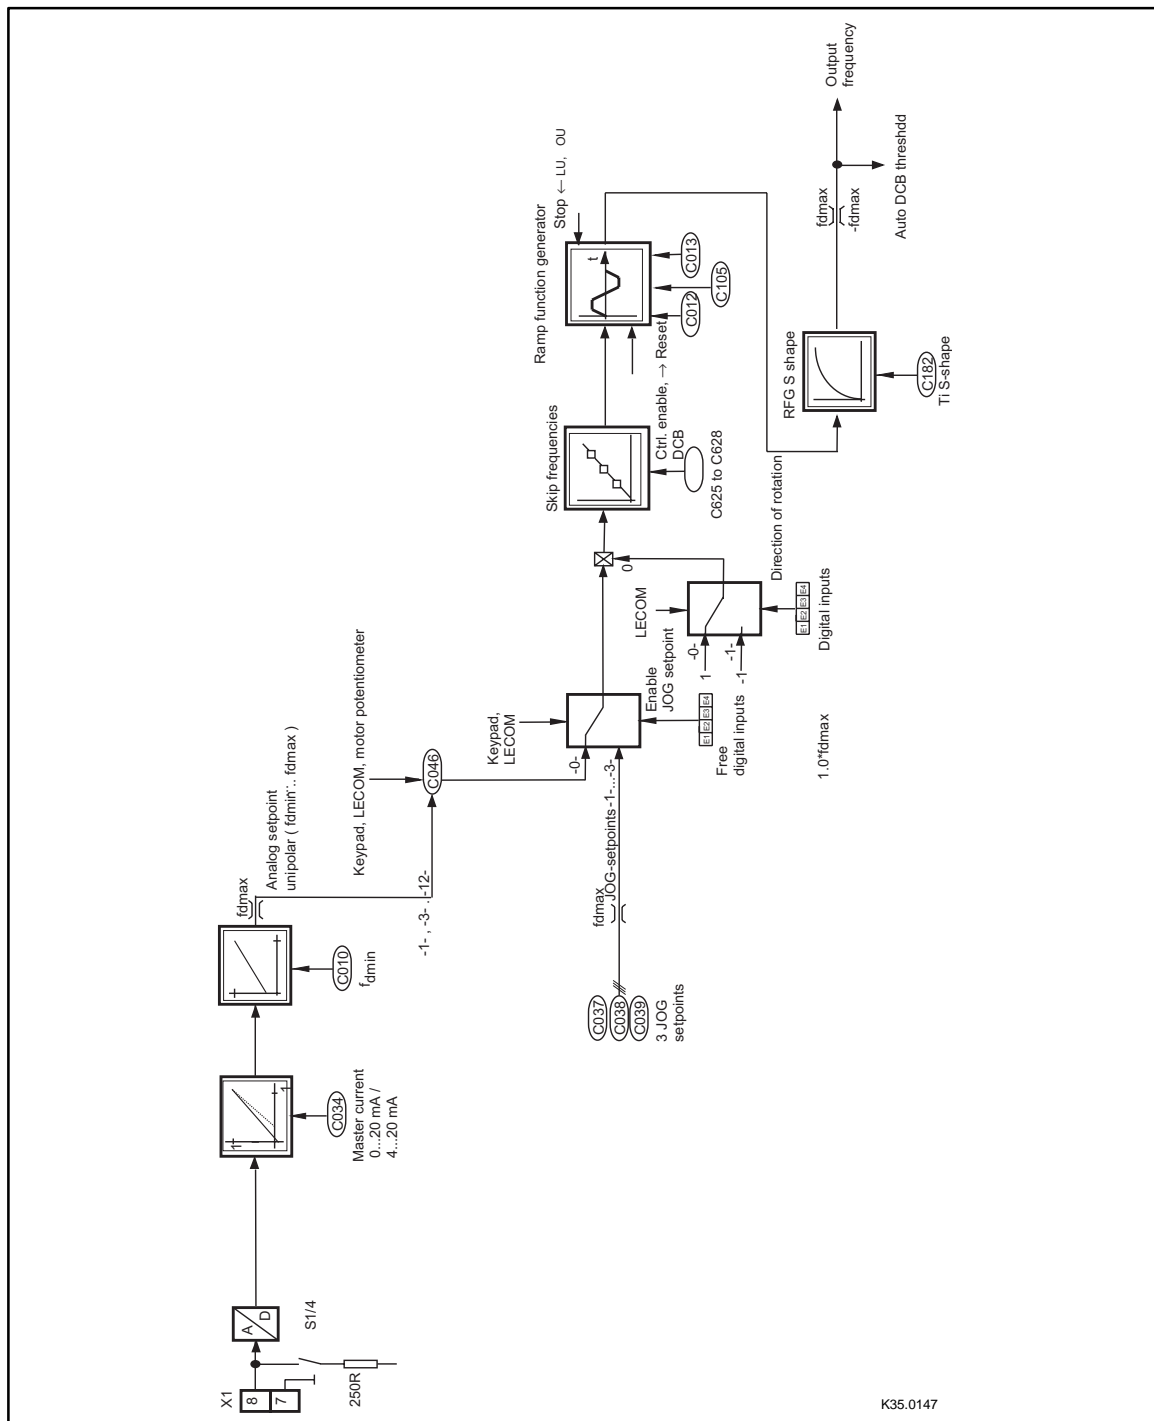 X1
8
7
250R
S1/4
A
D
1
1
C034
Master current
0...20 mA /
4...20 mA
C010
fdmin
fdmax
Analog setpoint
unipolar ( fdmin... fdmax )
-1- , -3- . -12-
Keypad, LECOM, motor potentiometer
C046
C037
C038
C039
3 JOG
setpoints
fdmax
JOG-setpoints
-1-...-3-
-0-
Keypad,
LECOM
Enable
JOG setpoint
E1 E2 E3 E4
Free
digital inputs
LECOM
-0-
1
-1-
-1
0
Direction of rotation
E1 E2 E3 E4
Digital inputs
1.0*fdmax
Skip frequencies
C625 to C628
Ctrl. enable, → Reset
DCB
Ramp function generator
Stop ← LU, OU
t
C012
C105
C013
RFG S shape
C182
Ti S-shape
fdmax
-fdmax
Output
frequency
Auto DCB threshdd
K35.0147